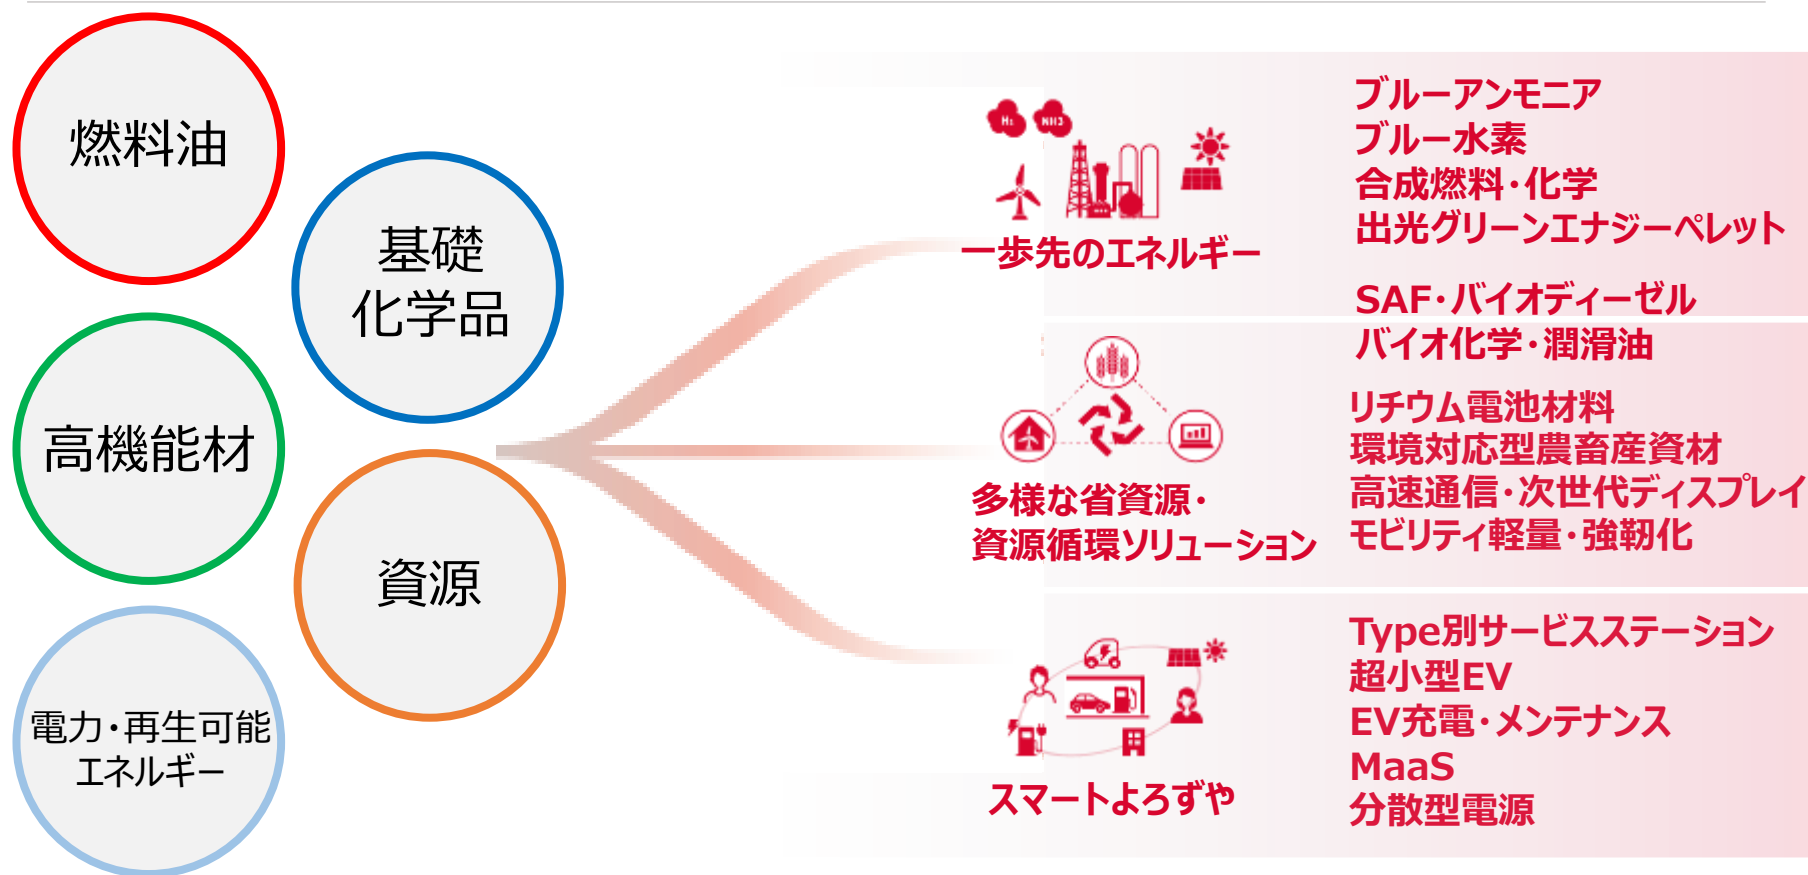 燃料油
基礎
化学品
高機能材
資源
電力・再生可能
エネルギー
H₂
NH3
一歩先のエネルギー
ブルーアンモニア
ブルー水素
合成燃料・化学
出光グリーンエナジーペレット
SAF・バイオディーゼル
バイオ化学・潤滑油
多様な省資源・
資源循環ソリューション
リチウム電池材料
環境対応型農畜産資材
高速通信・次世代ディスプレイ
モビリティ軽量・強靭化
スマートよろずや
Type別サービスステーション
超小型EV
EV充電・メンテナンス
MaaS
分散型電源